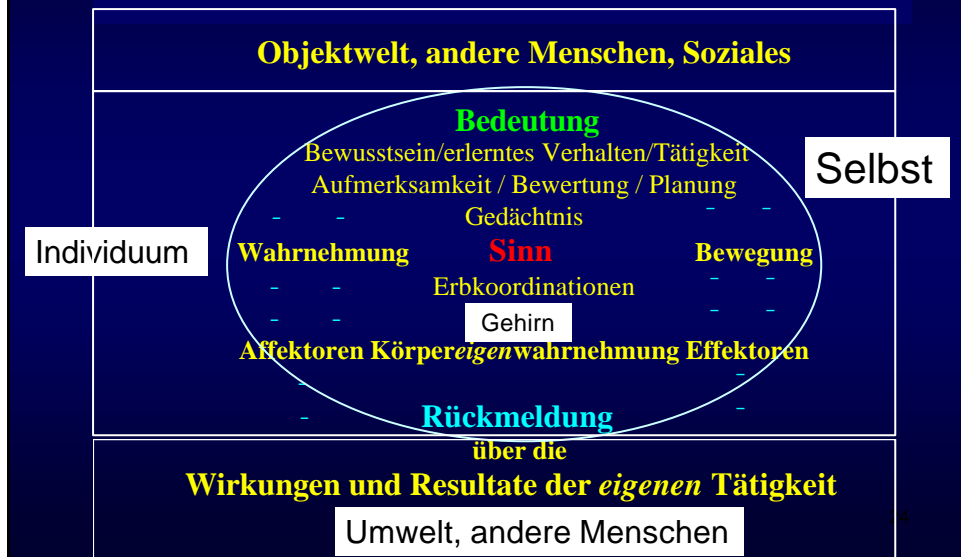 Objektwelt, andere Menschen, Soziales
Bedeutung
Bewusstsein/erlerntes Verhalten/Tätigkeit
Selbst
Aufmerksamkeit / Bewertung / Planung
Gedächtnis
Individuum
Wahrnehmung Sinn Bewegung
Erbkoordinationen
Gehirn
Affektoren Körpereigenwahrnehmung Effektoren
Rückmeldung
über die
Wirkungen und Resultate der eigenen Tätigkeit
Umwelt, andere Menschen